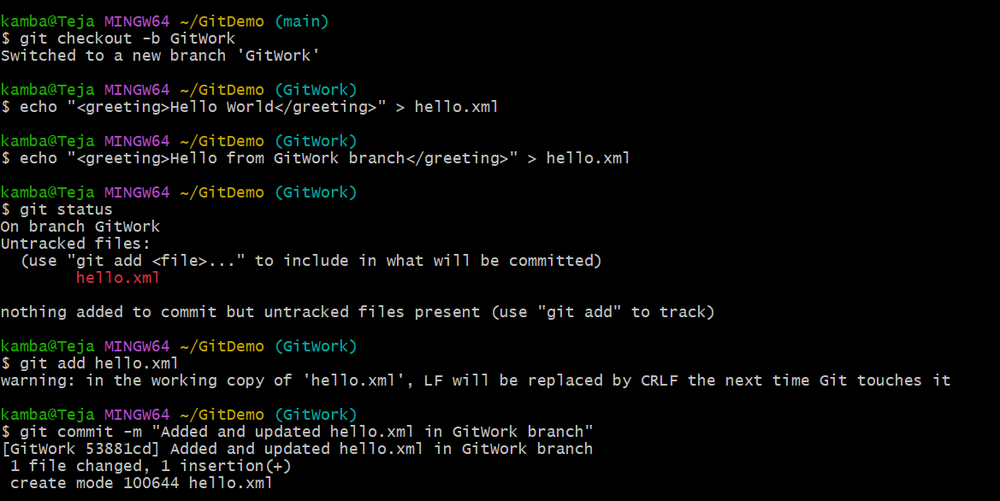 kamba@Teja MINGW64 ~/GitDemo (main)
$ git checkout -b GitWork
Switched to a new branch 'GitWork'
kamba@Teja MINGW64 ~/GitDemo (GitWork)
$ echo "<greeting>Hello World</greeting>" > hello.xml
kamba@Teja MINGW64 ~/GitDemo (GitWork)
$ echo "<greeting>Hello from GitWork branch</greeting>" > hello.xml
kamba@Teja MINGW64 ~/GitDemo (GitWork)
$ git status
On branch GitWork
Untracked files:
  (use "git add <file>..." to include in what will be committed)
        hello.xml
nothing added to commit but untracked files present (use "git add" to track)
kamba@Teja MINGW64 ~/GitDemo (GitWork)
$ git add hello.xml
warning: in the working copy of 'hello.xml', LF will be replaced by CRLF the next time Git touches it
kamba@Teja MINGW64 ~/GitDemo (GitWork)
$ git commit -m "Added and updated hello.xml in GitWork branch"
[GitWork 53881cd] Added and updated hello.xml in GitWork branch
 1 file changed, 1 insertion(+)
 create mode 100644 hello.xml